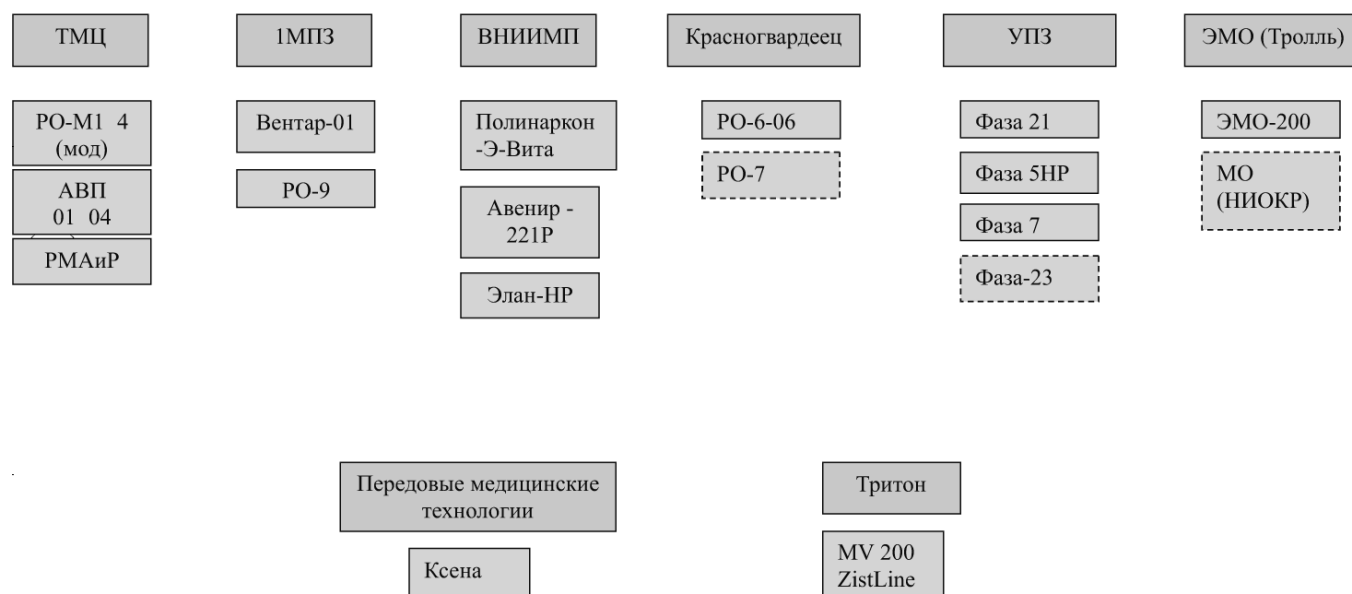 ТМЦ
1МПЗ
ВНИИМП
Красногвардеец
УПЗ
ЭМО (Тролль)
РО-М1 4
(мод)
АВП
01 04
РМАиР
Вентар-01
РО-9
Полинаркон
-Э-Вита
Авенир -
221Р
Элан-НР
РО-6-06
РО-7
Фаза 21
Фаза 5НР
Фаза 7
Фаза-23
ЭМО-200
МО
(НИОКР)
Передовые медицинские
технологии
Ксена
Тритон
MV 200
ZistLine